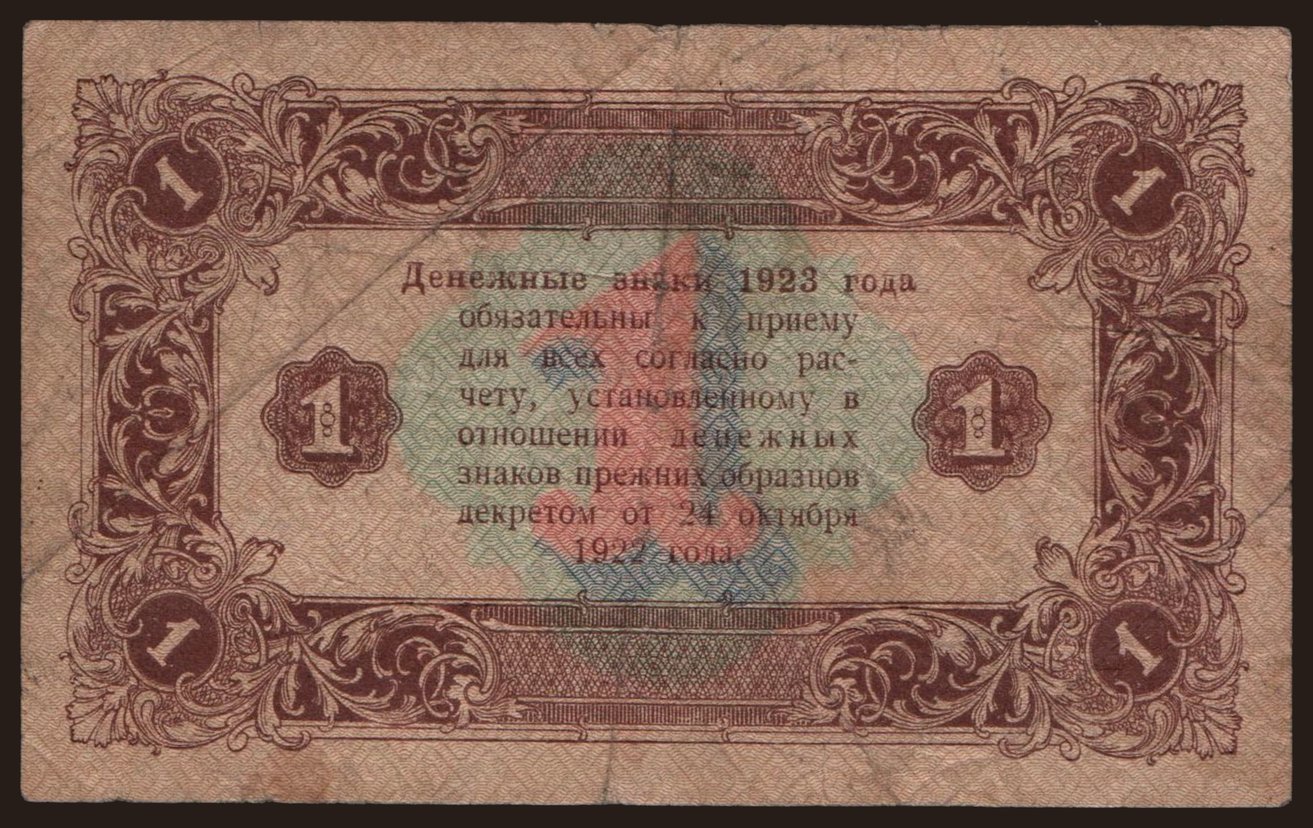 1 1
Денежные знаки 1923 года
обязательны к приему
для всех согласно рас-
чету, установленному в
отношении денежных
знаков прежних образцов
декретом от 24 октября
1922 года.
1 1 1
1 1